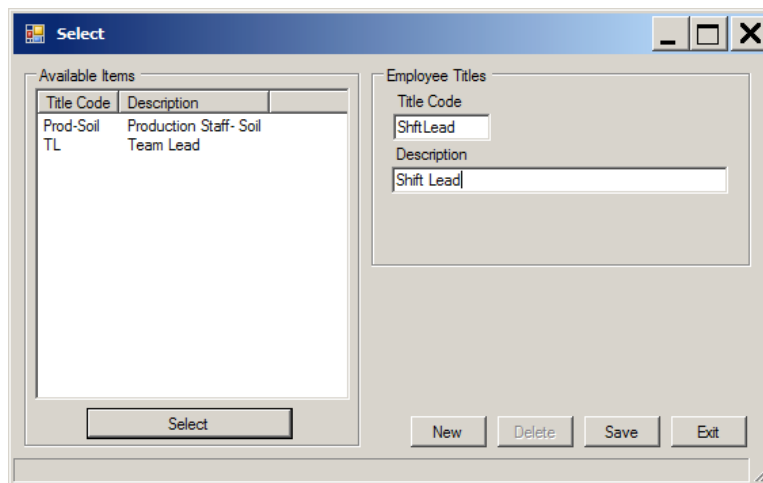 Select
Available Items
Title Code Description
Prod-Soil Production Staff- Soil
TL Team Lead
Select
Employee Titles
Title Code
ShftLead
Description
Shift Lead
New Delete Save Exit